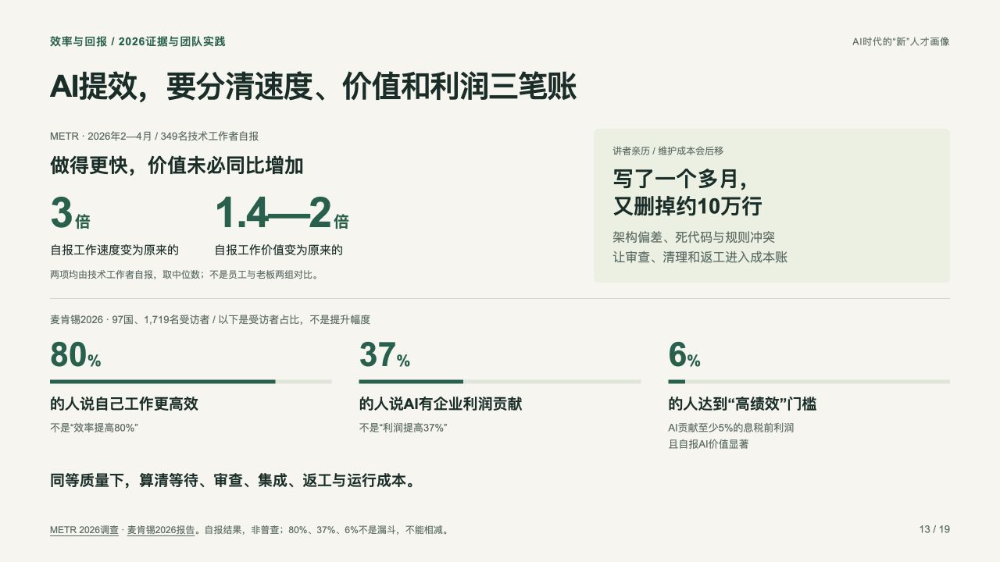 效率与回报 / 2026证据与团队实践
AI时代的“新”人才画像
AI提效，要分清速度、价值和利润三笔账
METR · 2026年2—4月 / 349名技术工作者自报
做得更快，价值未必同比增加
3倍
1.4—2倍
自报工作速度变为原来的
自报工作价值变为原来的
两项均由技术工作者自报，取中位数；不是员工与老板两组对比。
讲者亲历 / 维护成本会后移
写了一个多月，
又删掉约10万行
架构偏差、死代码与规则冲突
让审查、清理和返工进入成本账
麦肯锡2026 · 97国、1,719名受访者 / 以下是受访者占比，不是提升幅度
80%
的人说自己工作更高效
不是“效率提高80%”
37%
的人说AI有企业利润贡献
不是“利润提高37%”
6%
的人达到“高绩效”门槛
AI贡献至少5%的息税前利润
且自报AI价值显著
同等质量下，算清等待、审查、集成、返工与运行成本。
METR 2026调查 · 麦肯锡2026报告。自报结果，非普查；80%、37%、6%不是漏斗，不能相减。
13 / 19